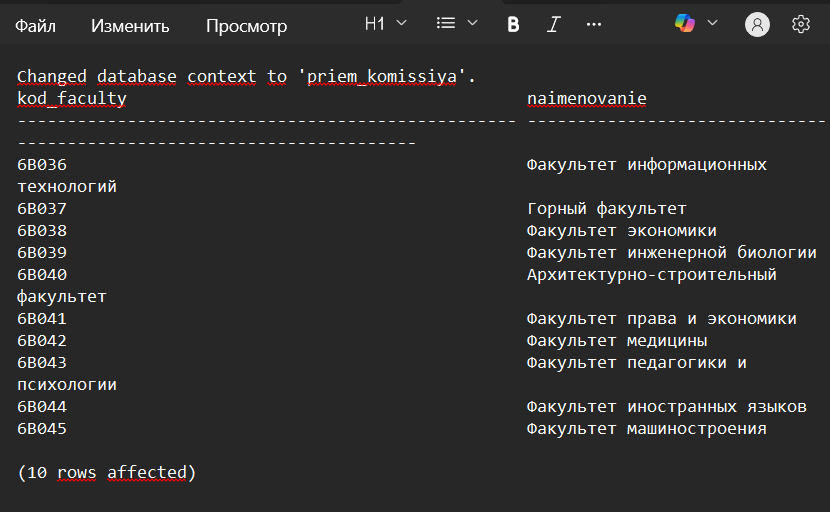 Файл Изменить Просмотр H1 B I ...
Changed database context to 'priem_komissiya'.
kod_faculty naimenovanie
-------------------------------------------------- ------------------------------
----------------------------------------
6B036 Факультет информационных
технологий
6B037 Горный факультет
6B038 Факультет экономики
6B039 Факультет инженерной биологии
6B040 Архитектурно-строительный
факультет
6B041 Факультет права и экономики
6B042 Факультет медицины
6B043 Факультет педагогики и
психологии
6B044 Факультет иностранных языков
6B045 Факультет машиностроения
(10 rows affected)